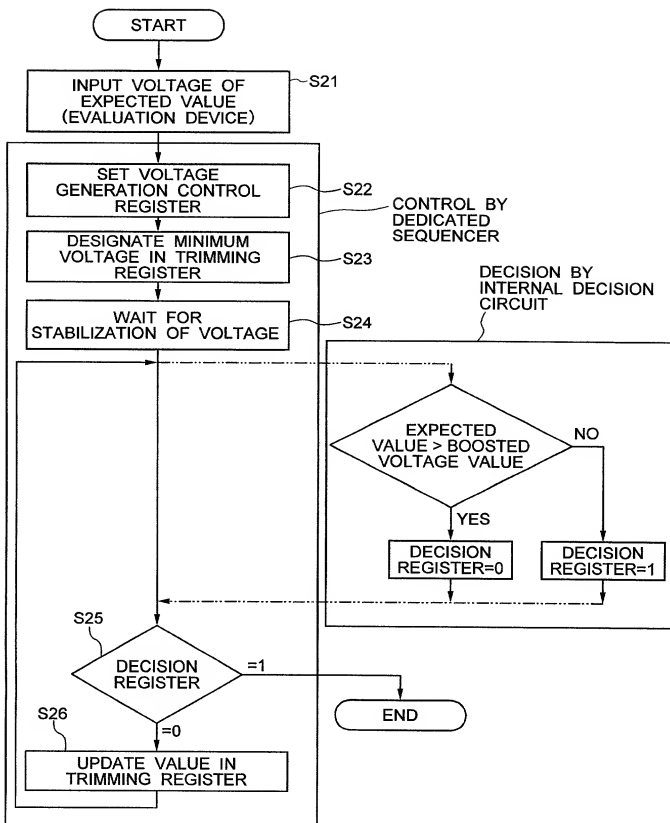 START
INPUT VOLTAGE OF
EXPECTED VALUE
(EVALUATION DEVICE)
S21
SET VOLTAGE
GENERATION CONTROL
REGISTER
S22
CONTROL BY
DEDICATED
SEQUENCER
DESIGNATE MINIMUM
VOLTAGE IN TRIMMING
REGISTER
S23
DECISION BY
INTERNAL DECISION
CIRCUIT
WAIT FOR
STABILIZATION OF VOLTAGE
S24
EXPECTED
VALUE > BOOSTED
VOLTAGE VALUE
NO
YES
DECISION
REGISTER=0
DECISION
REGISTER=1
S25
DECISION
REGISTER
=1
END
=0
S26
UPDATE VALUE IN
TRIMMING REGISTER